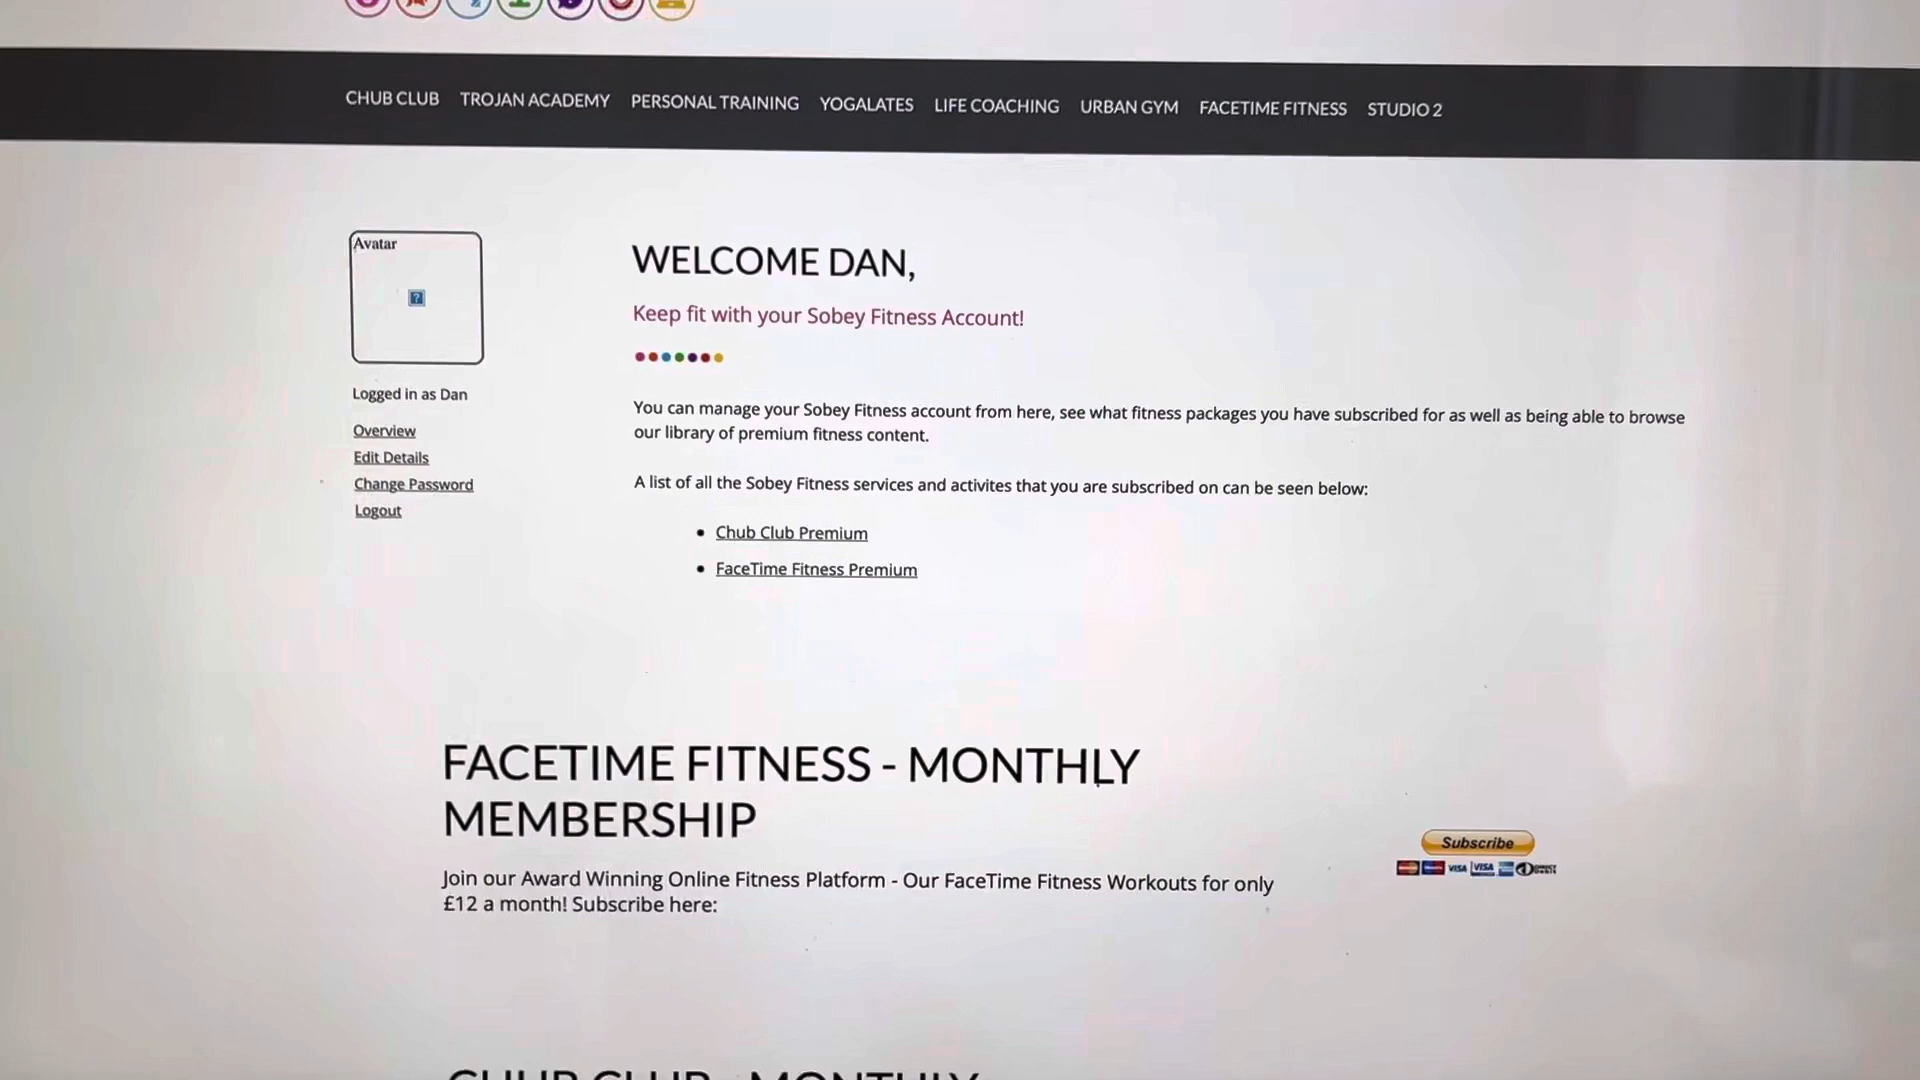 CHUB CLUB TROJAN ACADEMY PERSONAL TRAINING YOGALATES LIFE COACHING URBAN GYM FACETIME FITNESS STUDIO 2
Avatar
Logged in as Dan
Overview
Edit Details
Change Password
Logout
WELCOME DAN,
Keep fit with your Sobey Fitness Account!
You can manage your Sobey Fitness account from here, see what fitness packages you have subscribed for as well as being able to browse
our library of premium fitness content.
A list of all the Sobey Fitness services and activites that you are subscribed on can be seen below:
• Chub Club Premium
• FaceTime Fitness Premium
FACETIME FITNESS - MONTHLY
MEMBERSHIP
Join our Award Winning Online Fitness Platform - Our FaceTime Fitness Workouts for only
£12 a month! Subscribe here:
Subscribe
VISA VISA
CHUB CLUB - MONTHLY